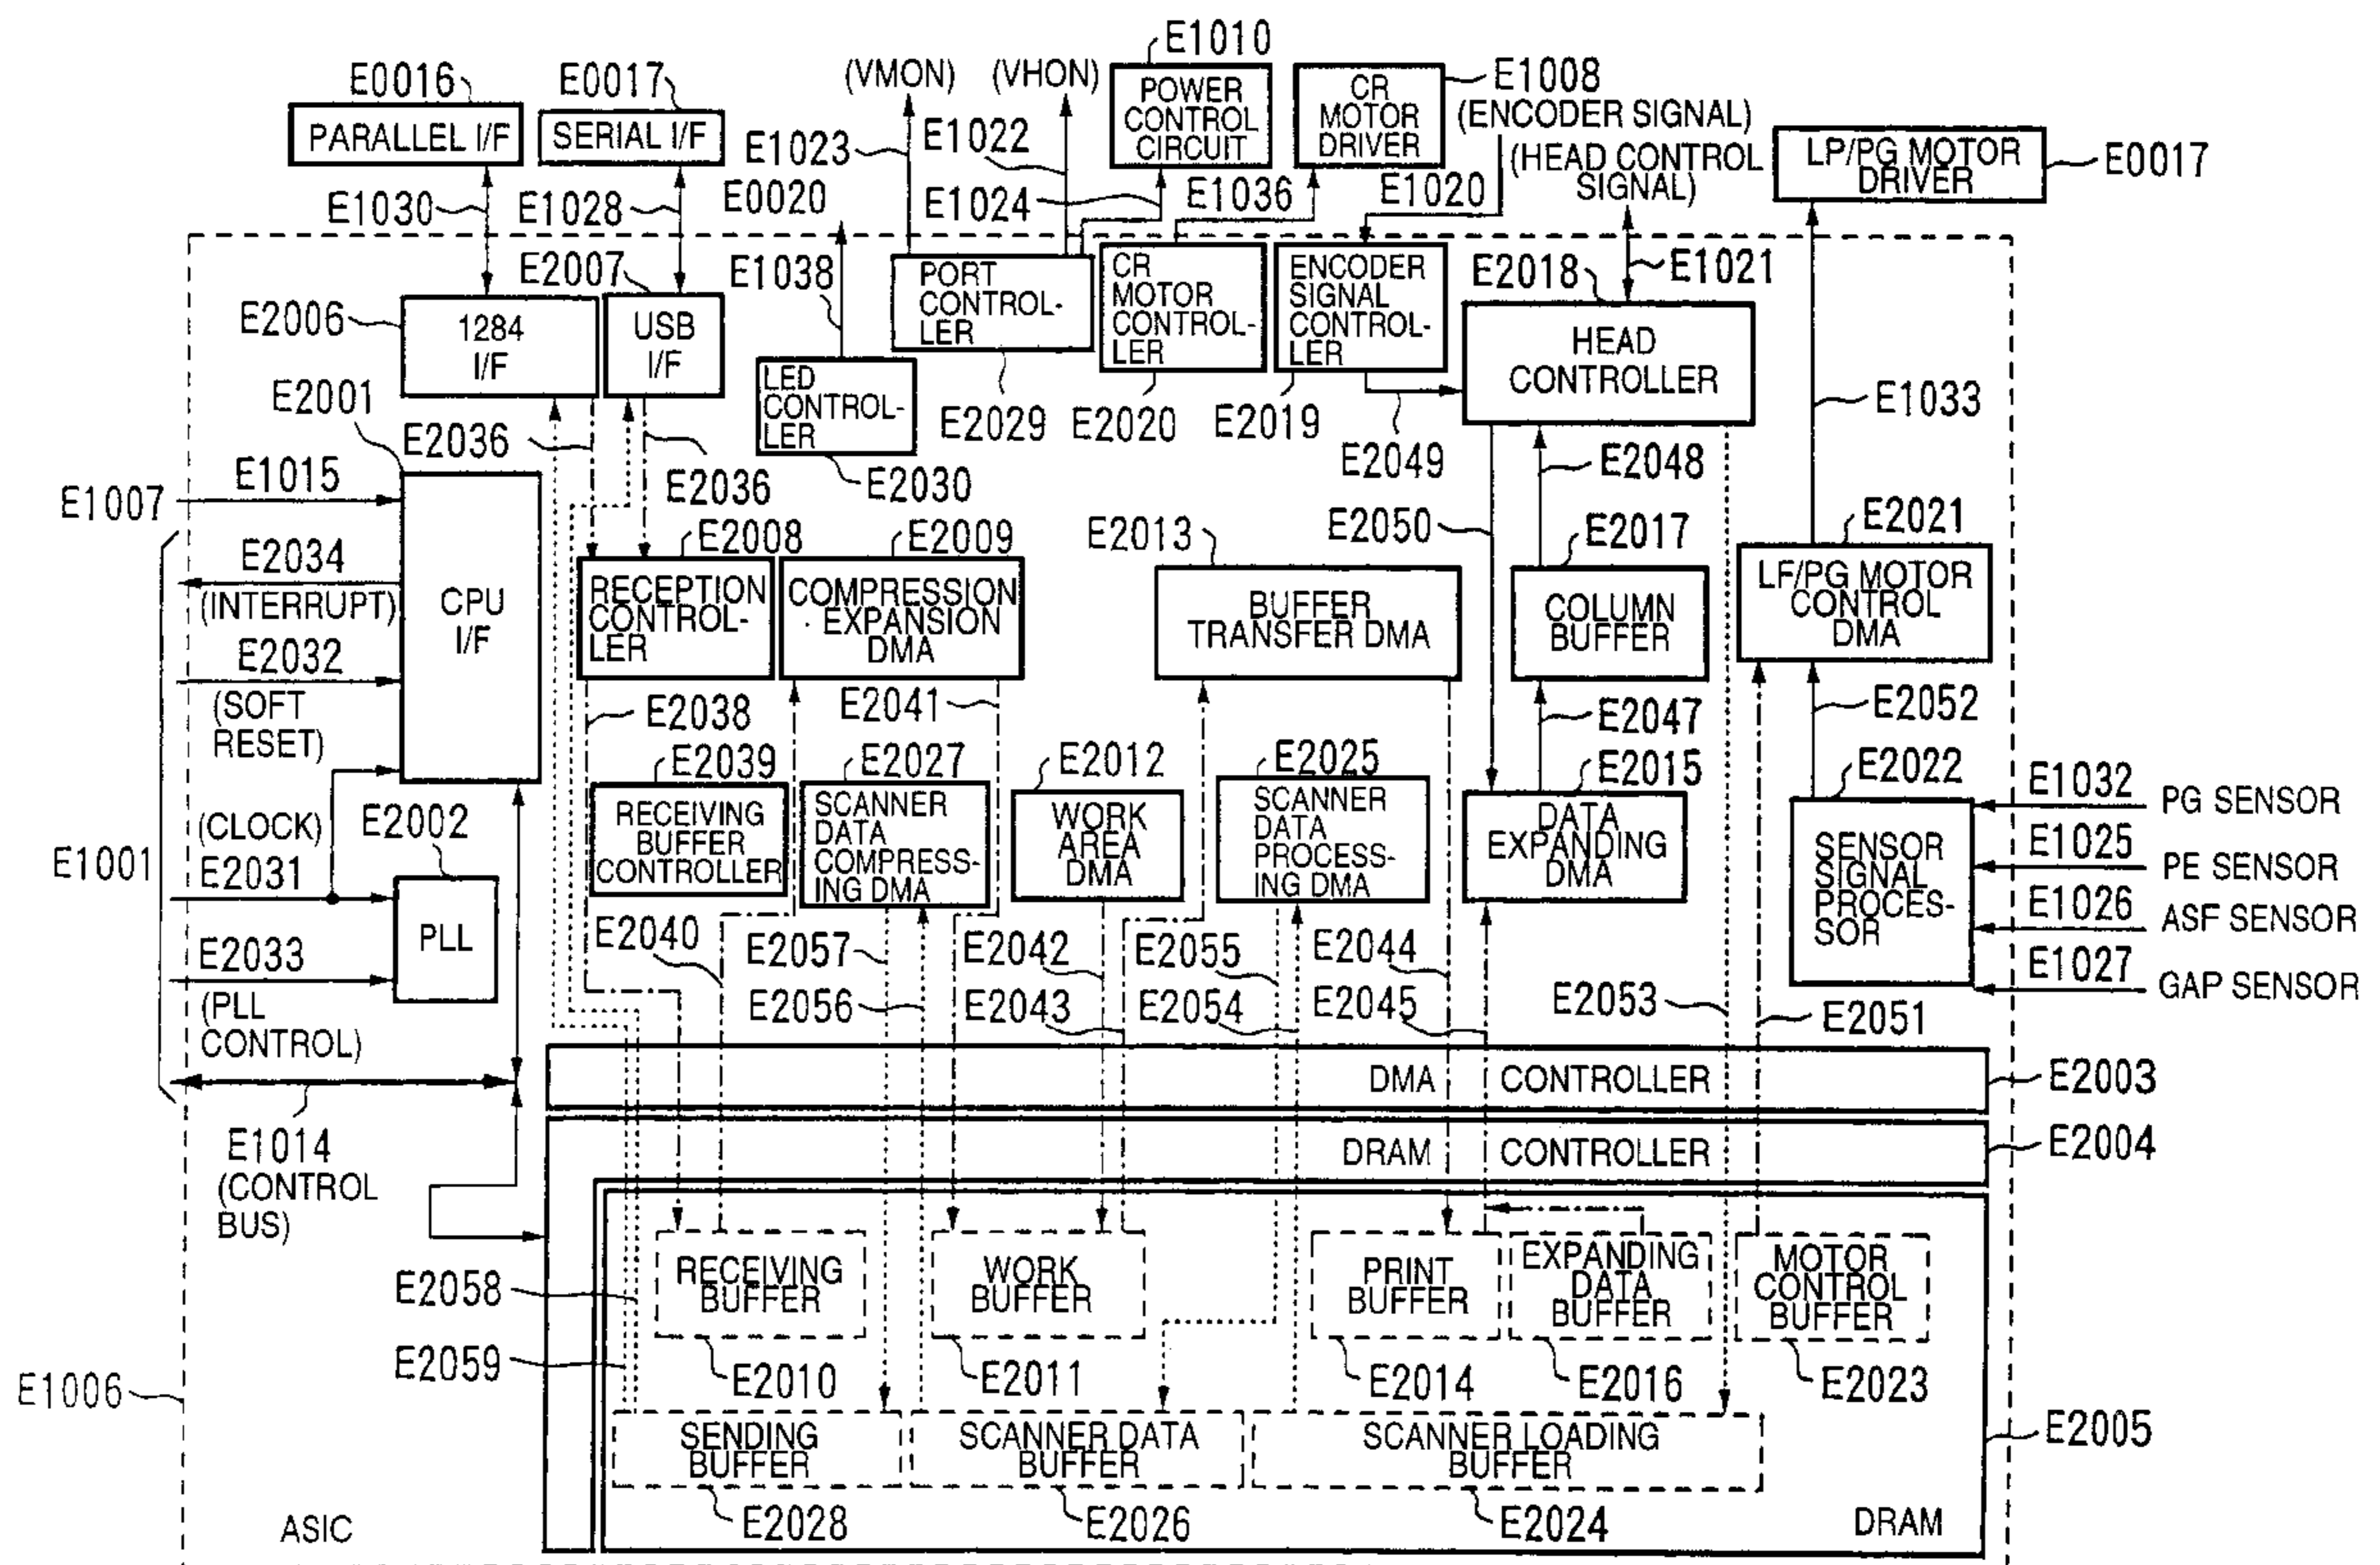 E1010
E0016
E0017
(VMON)
(VHON)
POWER
CONTROL
CIRCUIT
CR
MOTOR
DRIVER
E1008
(ENCODER SIGNAL)
PARALLEL I/F
SERIAL I/F
E1023
E1022
(HEAD CONTROL
SIGNAL)
LP/PG MOTOR
DRIVER
E0017
E1030
E1028
E0020
E1024
E1036
E1020
E2007
E1038
PORT
CONTROL-
LER
CR
MOTOR
CONTROL-
LER
ENCODER
SIGNAL
CONTROL-
LER
E2018
E1021
E2006
1284
I/F
USB
I/F
HEAD
CONTROLLER
LED
CONTROL-
LER
E2001
E2036
E2029
E2020
E2019
E1033
E2049
E2048
E1015
E2036
E2030
E1007
E2050
E2034
(INTERRUPT)
CPU
I/F
E2008
E2009
E2013
E2017
E2021
RECEPTION
CONTROL-
LER
COMPRESSION
EXPANSION
DMA
BUFFER
TRANSFER DMA
COLUMN
BUFFER
LF/PG MOTOR
CONTROL
DMA
E2032
(SOFT
RESET)
E2038
E2041
E2047
E2052
E2039
E2027
E2012
E2025
E2015
E2022
RECEIVING
BUFFER
CONTROLLER
SCANNER
DATA
COMPRESS-
ING DMA
WORK
AREA
DMA
SCANNER
DATA
PROCESS-
ING DMA
DATA
EXPANDING
DMA
SENSOR
SIGNAL
PROCES-
SOR
E1032
PG SENSOR
E1025
PE SENSOR
E1026
ASF SENSOR
E1027
GAP SENSOR
(CLOCK)
E2002
E1001
E2031
PLL
E2033
(PLL
CONTROL)
E2040
E2057
E2056
E2042
E2043
E2055
E2054
E2044
E2045
E2053
E2051
DMA CONTROLLER
E2003
E1014
(CONTROL
BUS)
DRAM CONTROLLER
E2004
E2058
RECEIVING
BUFFER
WORK
BUFFER
PRINT
BUFFER
EXPANDING
DATA
BUFFER
MOTOR
CONTROL
BUFFER
E2059
E2010
E2011
E2014
E2016
E2023
E1006
SENDING
BUFFER
SCANNER DATA
BUFFER
SCANNER LOADING
BUFFER
E2005
E2028
E2026
E2024
ASIC
DRAM